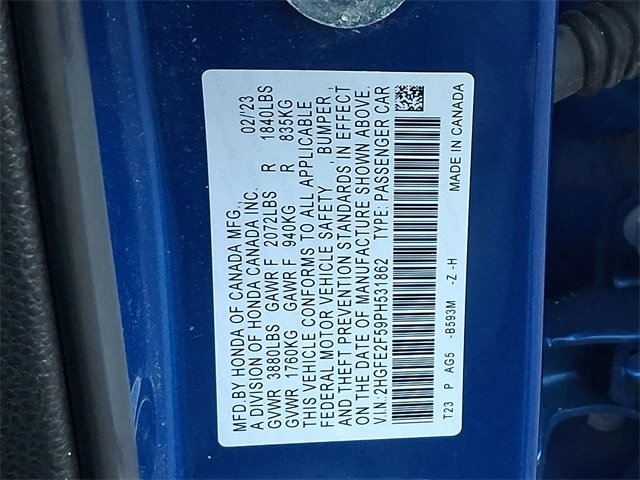 MFD.BY HONDA OF CANADA MFG., 02/'23
A DIVISION OF HONDA CANADA INC.
GVWR 3880LBS GAWR F 2072LBS R 1840LBS
GVWR 1760KG GAWR F 940KG R 838KG
THIS VEHICLE CONFORMS TO ALL APPLICABLE
FEDERAL MOTOR VEHICLE SAFETY , BUMPER ,
AND THEFT PREVENTION STANDARDS IN EFFECT
ON THE DATE OF MANUFACTURE SHOWN ABOVE.
V.I.N.:2HGFE2F59PH531862 TYPE: PASSENGER CAR
T23 P AG5 -B593M -Z -H MADE IN CANADA